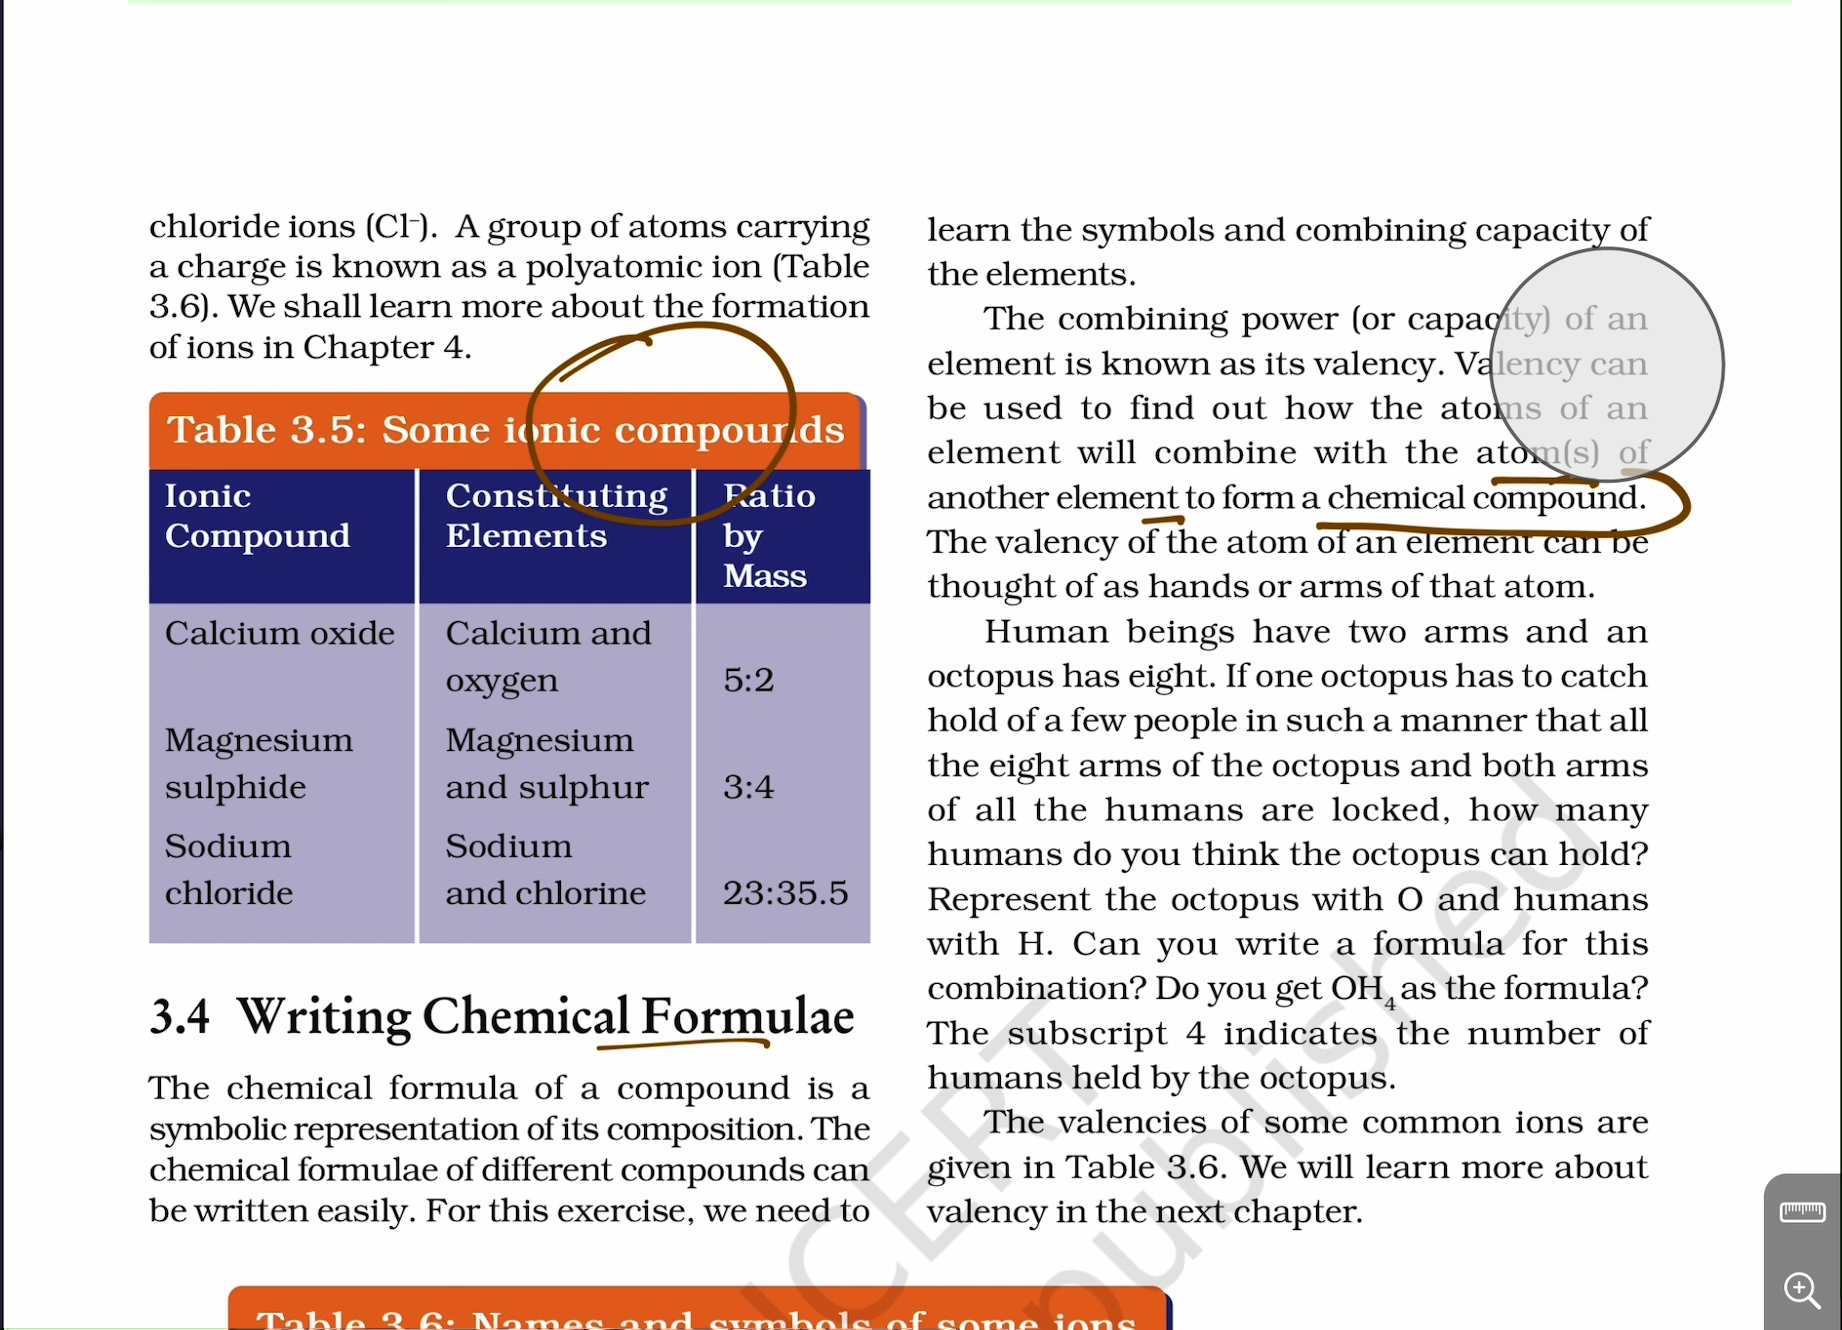 chloride ions (Cl⁻). A group of atoms carrying
a charge is known as a polyatomic ion (Table
3.6). We shall learn more about the formation
of ions in Chapter 4.
Table 3.5: Some ionic compounds
Ionic Compound | Constituting Elements | Ratio by Mass
Calcium oxide | Calcium and oxygen | 5:2
Magnesium sulphide | Magnesium and sulphur | 3:4
Sodium chloride | Sodium and chlorine | 23:35.5
3.4 Writing Chemical Formulae
The chemical formula of a compound is a
symbolic representation of its composition. The
chemical formulae of different compounds can
be written easily. For this exercise, we need to
learn the symbols and combining capacity of
the elements.
The combining power (or capacity) of an
element is known as its valency. Valency can
be used to find out how the atoms of an
element will combine with the atom(s) of
another element to form a chemical compound.
The valency of the atom of an element can be
thought of as hands or arms of that atom.
Human beings have two arms and an
octopus has eight. If one octopus has to catch
hold of a few people in such a manner that all
the eight arms of the octopus and both arms
of all the humans are locked, how many
humans do you think the octopus can hold?
Represent the octopus with O and humans
with H. Can you write a formula for this
combination? Do you get OH₄ as the formula?
The subscript 4 indicates the number of
humans held by the octopus.
The valencies of some common ions are
given in Table 3.6. We will learn more about
valency in the next chapter.
Table 3.6: Names and symbols of some ions
NCERT
published